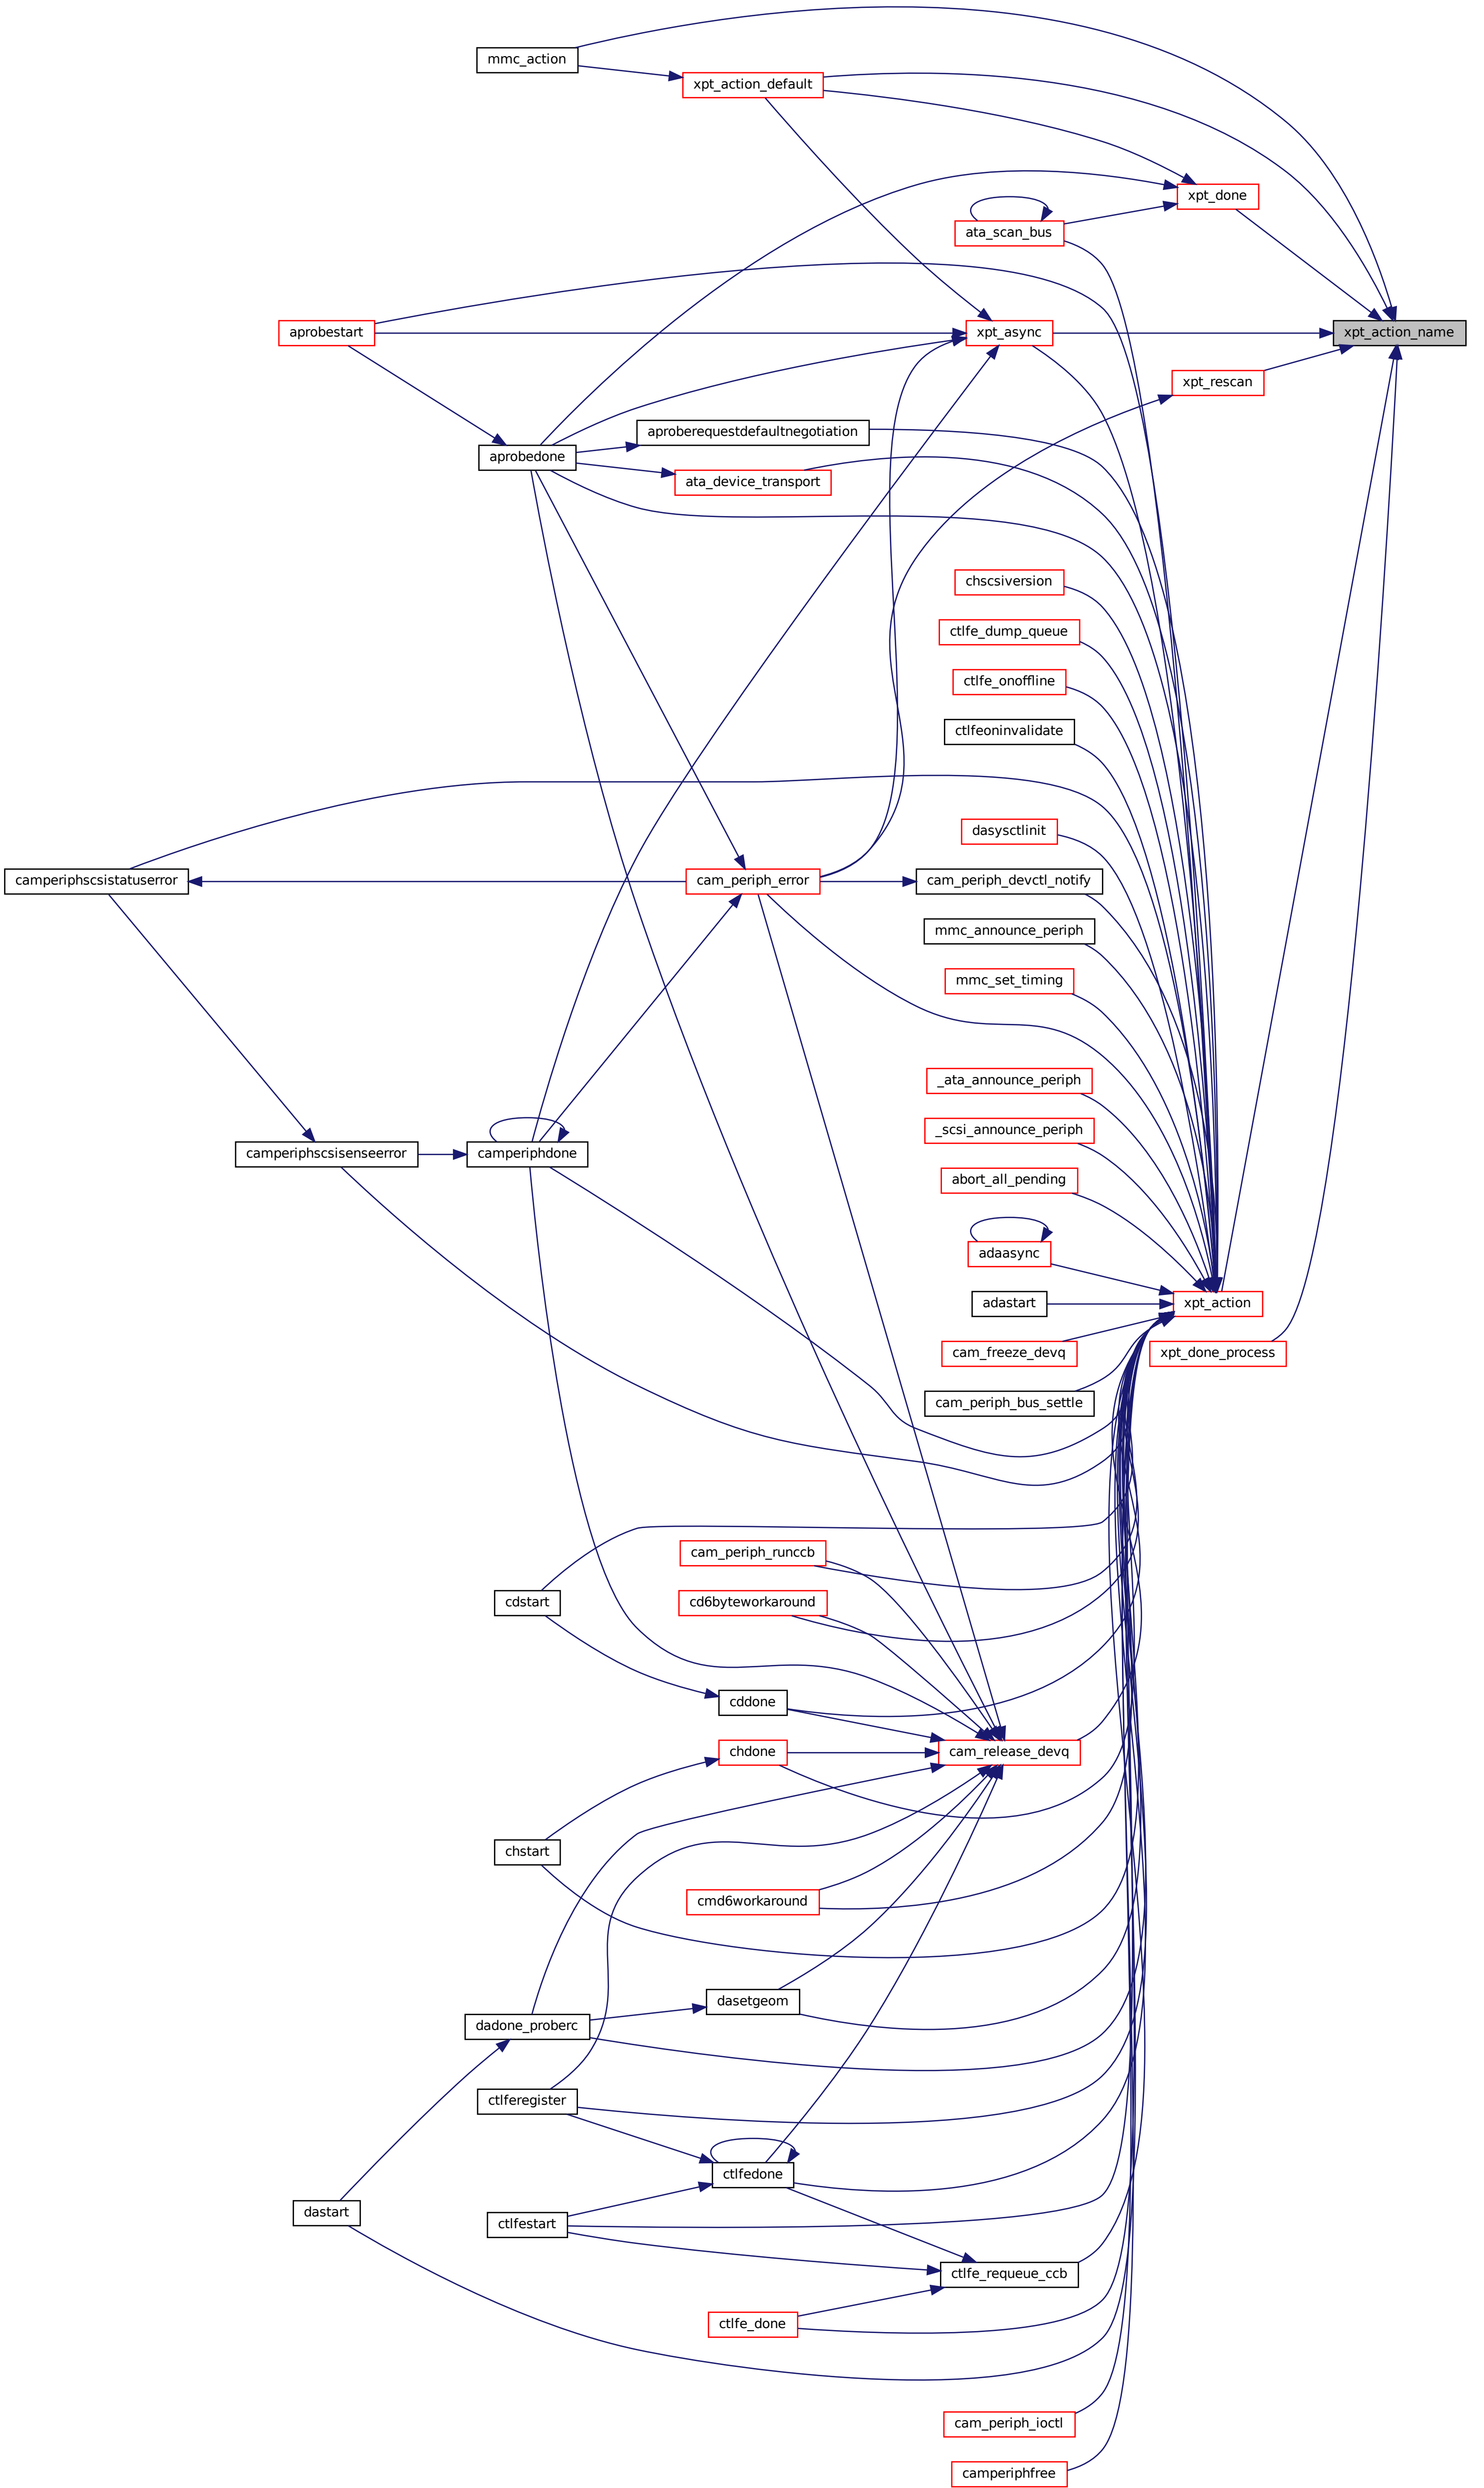 mmc_action
xpt_action_default
xpt_done
ata_scan_bus
aprobestart
xpt_async
xpt_action_name
xpt_rescan
aproberequestdefaultnegotiation
aprobedone
ata_device_transport
chscsiversion
ctlfe_dump_queue
ctlfe_onoffline
ctlfeoninvalidate
dasysctlinit
camperiphscsistatuserror
cam_periph_error
cam_periph_devctl_notify
mmc_announce_periph
mmc_set_timing
_ata_announce_periph
_scsi_announce_periph
camperiphscsisenseerror
camperiphdone
abort_all_pending
adaasync
adastart
xpt_action
cam_freeze_devq
xpt_done_process
cam_periph_bus_settle
cam_periph_runccb
cdstart
cd6byteworkaround
cddone
chdone
cam_release_devq
chstart
cmd6workaround
dasetgeom
dadone_proberc
ctlferegister
ctlfedone
dastart
ctlfestart
ctlfe_requeue_ccb
ctlfe_done
cam_periph_ioctl
camperiphfree